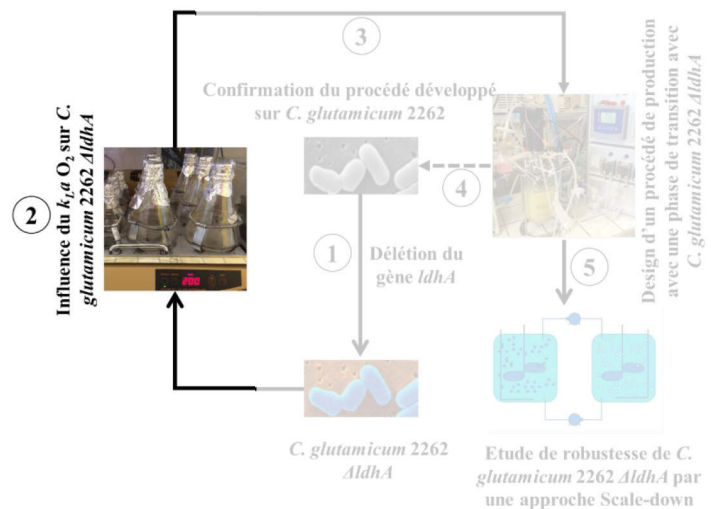 3
Confirmation du procédé développé
sur C. glutamicum 2262
2
Influence du kLa O2 sur C.
glutamicum 2262 ΔldhA
200
4
1
Délétion du
gène ldhA
5
Design d'un procédé de production
avec une phase de transition avec
C. glutamicum 2262 ΔldhA
C. glutamicum 2262
ΔldhA
Etude de robustesse de C.
glutamicum 2262 ΔldhA par
une approche Scale-down